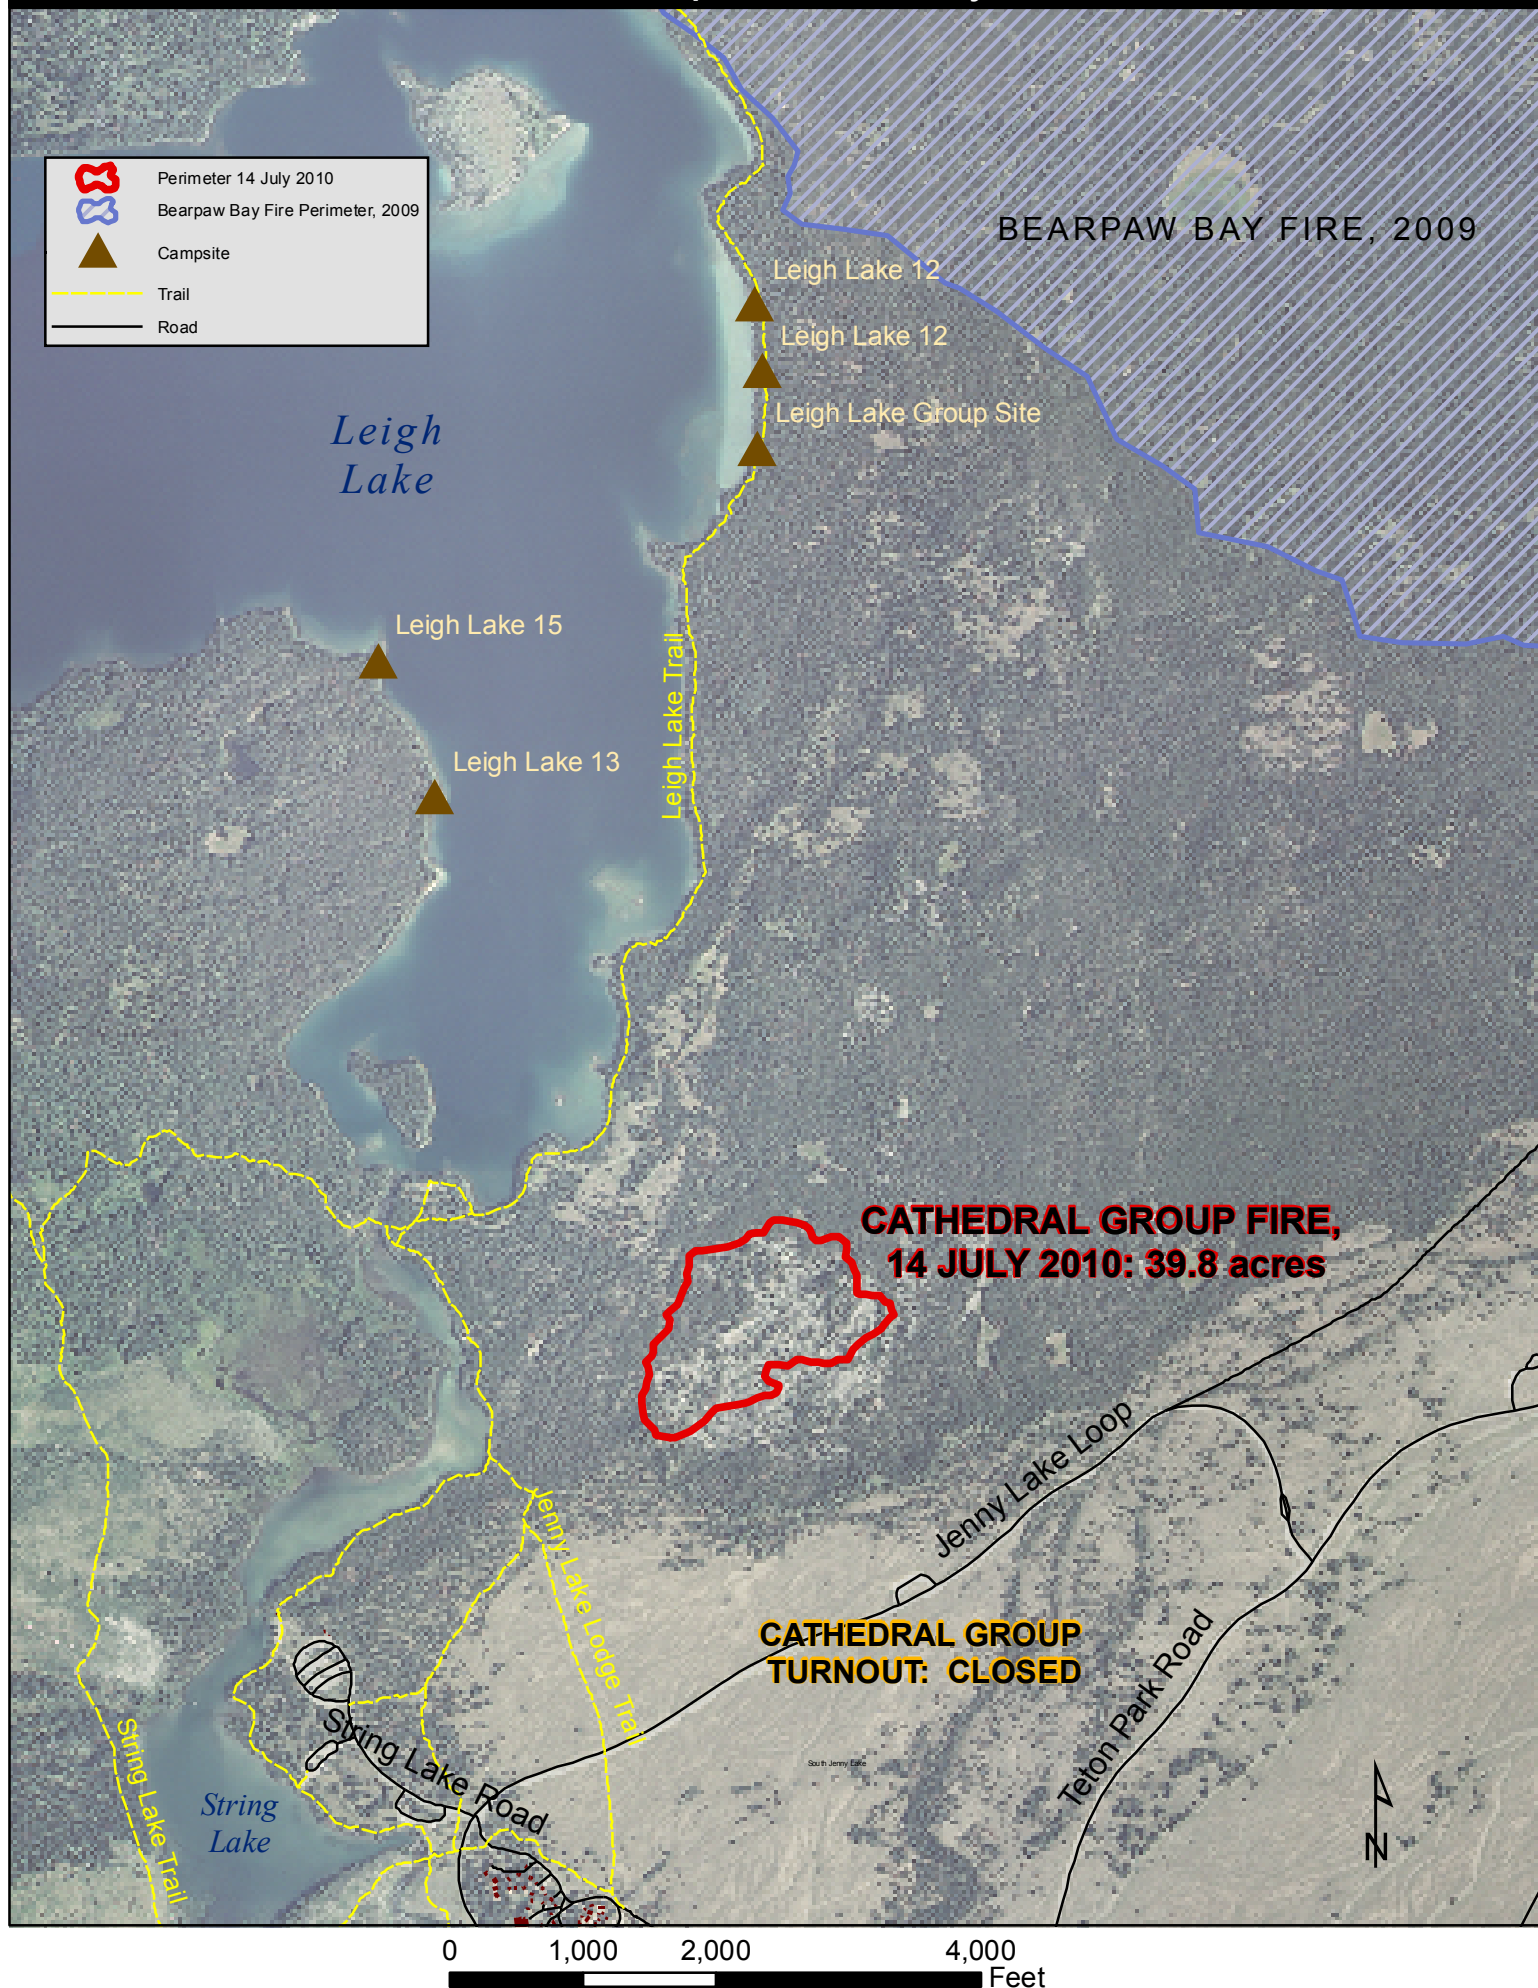 Perimeter 14 July 2010
Bearpaw Bay Fire Perimeter, 2009
Campsite
Trail
Road
BEARPAW BAY FIRE, 2009
Leigh Lake 12
Leigh Lake 12
Leigh Lake Group Site
Leigh
Lake
Leigh Lake 15
Leigh Lake Trail
Leigh Lake 13
CATHEDRAL GROUP FIRE,
14 JULY 2010: 39.8 acres
Jenny Lake Loop
Jenny Lake Lodge Trail
CATHEDRAL GROUP
TURNOUT: CLOSED
Teton Park Road
String Lake Road
String Lake Trail
South Jenny Lake
String
Lake
N
0 1,000 2,000 4,000
Feet